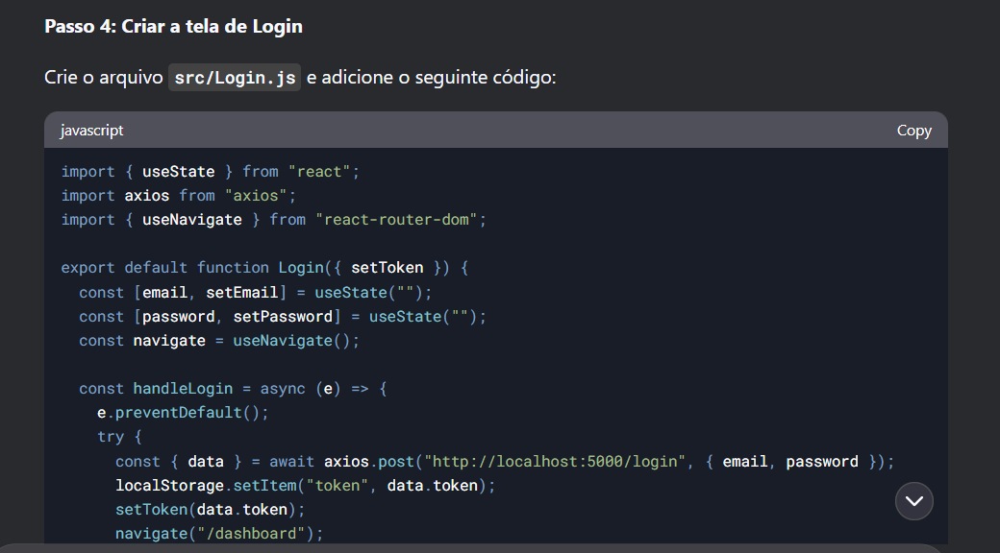 Passo 4: Criar a tela de Login
Crie o arquivo src/Login.js e adicione o seguinte código:
javascript
Copy
import { useState } from "react";
import axios from "axios";
import { useNavigate } from "react-router-dom";
export default function Login({ setToken }) {
  const [email, setEmail] = useState("");
  const [password, setPassword] = useState("");
  const navigate = useNavigate();
  const handleLogin = async (e) => {
    e.preventDefault();
    try {
      const { data } = await axios.post("http://localhost:5000/login", { email, password });
      localStorage.setItem("token", data.token);
      setToken(data.token);
      navigate("/dashboard");